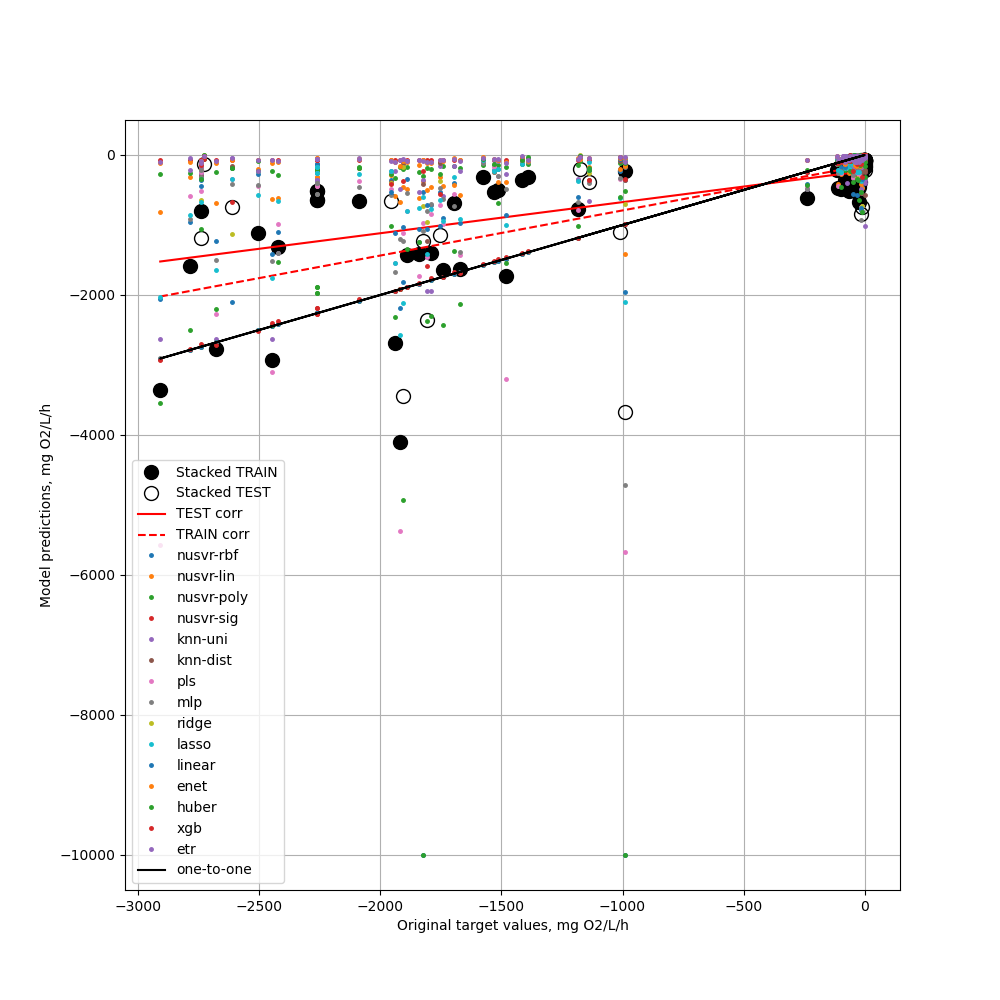 0
−2000
−4000
−6000
−8000
−10000
Model predictions, mg O2/L/h
Stacked TRAIN
Stacked TEST
TEST corr
TRAIN corr
nusvr-rbf
nusvr-lin
nusvr-poly
nusvr-sig
knn-uni
knn-dist
pls
mlp
ridge
lasso
linear
enet
huber
xgb
etr
one-to-one
−3000 −2500 −2000 −1500 −1000 −500 0
Original target values, mg O2/L/h